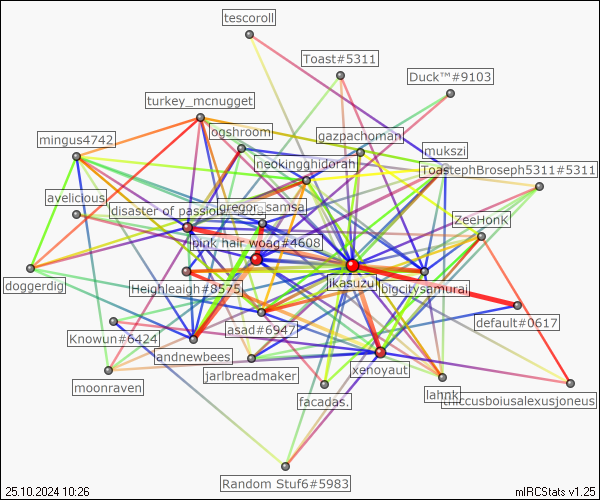 tescoroll
Toast#5311
Duck™#9103
turkey_mcnugget
ogshroom
gazpachoman
mingus4742
mukszi
neokingghidorah
ToastephBroseph5311#5311
avelicious
disaster of passion
gregor_samsa.
ZeeHonk
pink hair woag#4608
doggerdig
Heighleigh#8575
jkasuzu
bigcitysamurai
default#0617
Knowun#6424
asad#6947
andnewbees
jarlbreadmaker
xenoyaut
moonraven
facadas.
lahnk
thiccusboiusalexusjoneus
Random Stuf6#5983
25.10.2024 10:26
mIRCStats v1.25